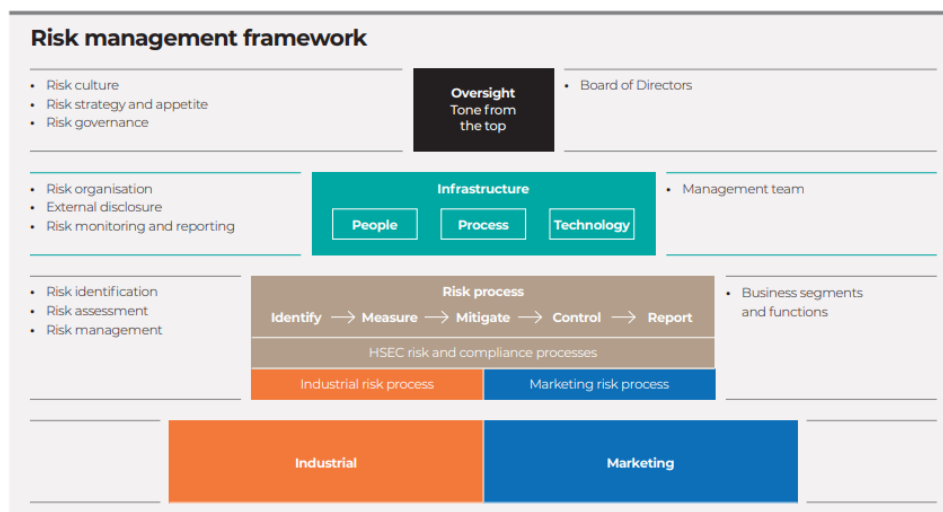 Risk management framework
• Risk culture
• Risk strategy and appetite
• Risk governance
Oversight
Tone from
the top
• Board of Directors
• Risk organisation
• External disclosure
• Risk monitoring and reporting
Infrastructure
People Process Technology
• Management team
• Risk identification
• Risk assessment
• Risk management
Risk process
Identify → Measure → Mitigate → Control → Report
HSEC risk and compliance processes
Industrial risk process Marketing risk process
• Business segments
and functions
Industrial Marketing